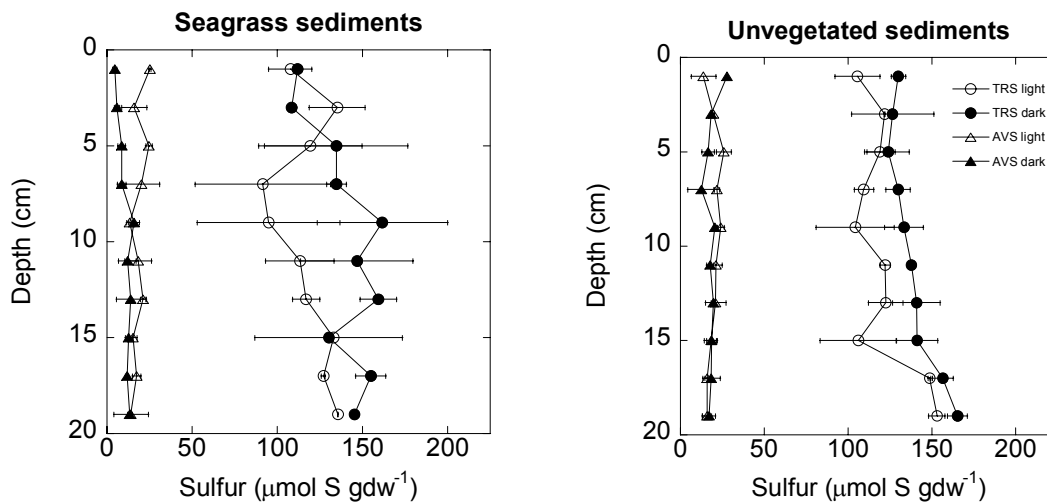 Seagrass sediments
0
5
10
15
20
Depth (cm)
0 50 100 150 200
Sulfur (μmol S gdw⁻¹)
Unvegetated sediments
0
5
10
15
20
Depth (cm)
0 50 100 150 200
Sulfur (μmol S gdw⁻¹)
TRS light
TRS dark
AVS light
AVS dark